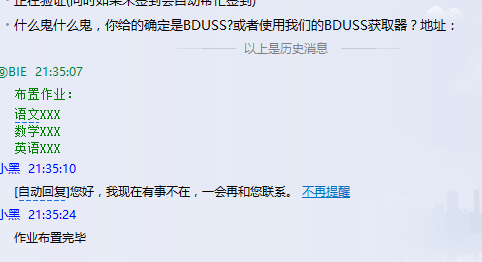 正在验证(同时如果未签到会自动帮忙签到)
什么鬼什么鬼，你给的确定是BDUSS?或者使用我们的BDUSS获取器？地址：
以上是历史消息
@BIE 21:35:07
布置作业：
语文XXX
数学XXX
英语XXX
小黑 21:35:10
[自动回复]您好，我现在有事不在，一会再和您联系。 不再提醒
小黑 21:35:24
作业布置完毕